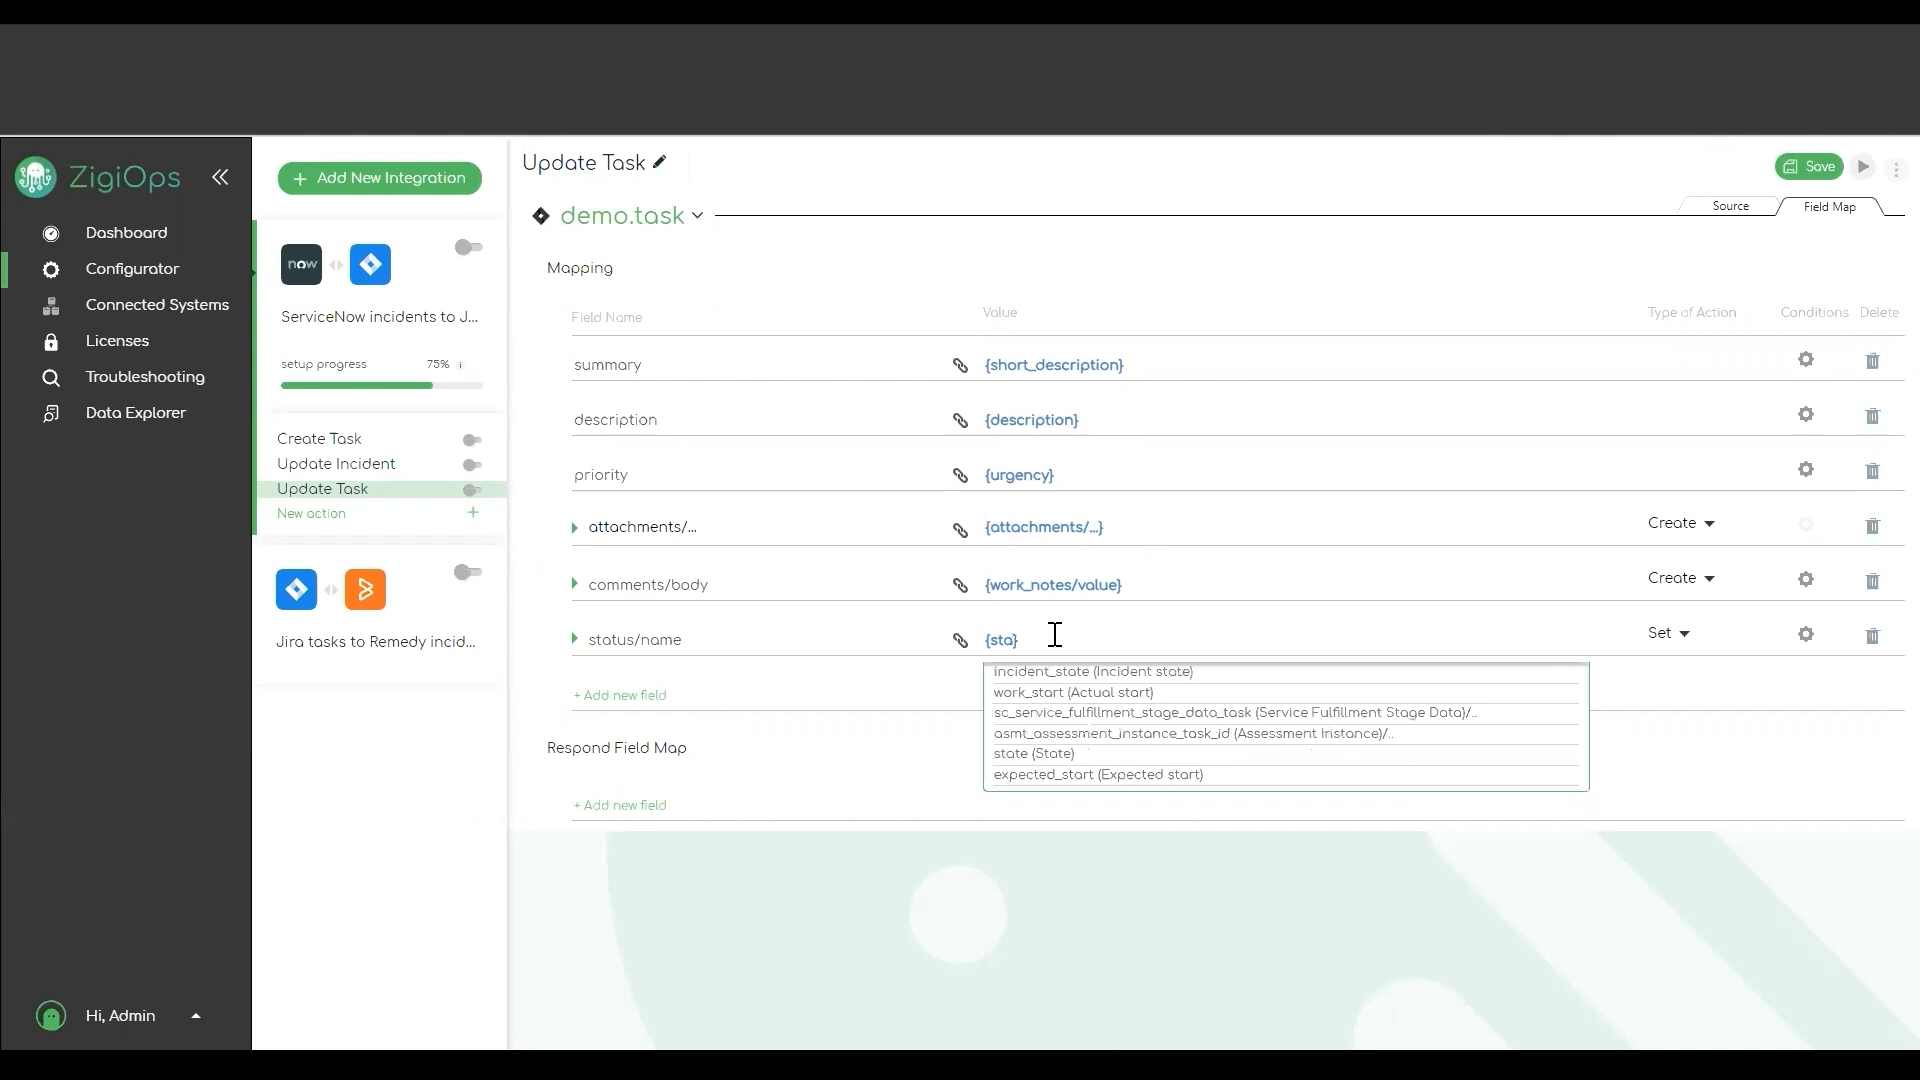 ZigiOps
Dashboard
Configurator
Connected Systems
Licenses
Troubleshooting
Data Explorer
Hi, Admin
+ Add New Integration
now
ServiceNow incidents to J...
setup progress 75% i
Create Task
Update Incident
Update Task
New action +
Jira tasks to Remedy incid...
Update Task
Save
demo.task
Source Field Map
Mapping
Field Name Value Type of Action Conditions Delete
summary {short_description}
description {description}
priority {urgency}
attachments/... {attachments/...} Create
comments/body {work_notes/value} Create
status/name {sta} Set
incident_state (Incident state)
work_start (Actual start)
sc_service_fulfillment_stage_data_task (Service Fulfillment Stage Data)/..
asmt_assessment_instance_task_id (Assessment Instance)/..
state (State)
expected_start (Expected start)
+ Add new field
Respond Field Map
+ Add new field